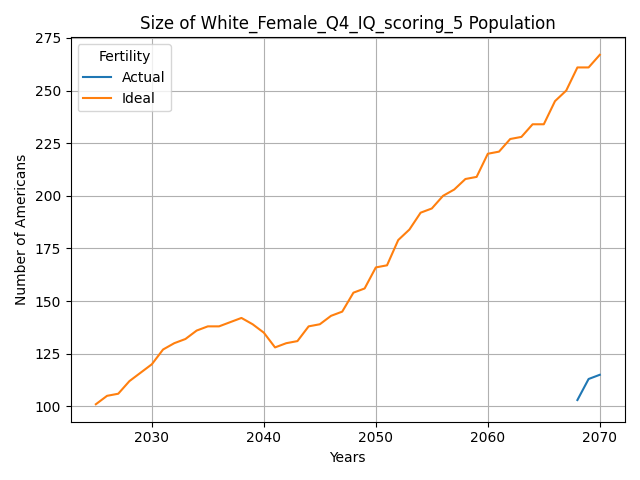 Size of White_Female_Q4_IQ_scoring_5 Population
Fertility
Actual
Ideal
Number of Americans
275
250
225
200
175
150
125
100
2030 2040 2050 2060 2070
Years